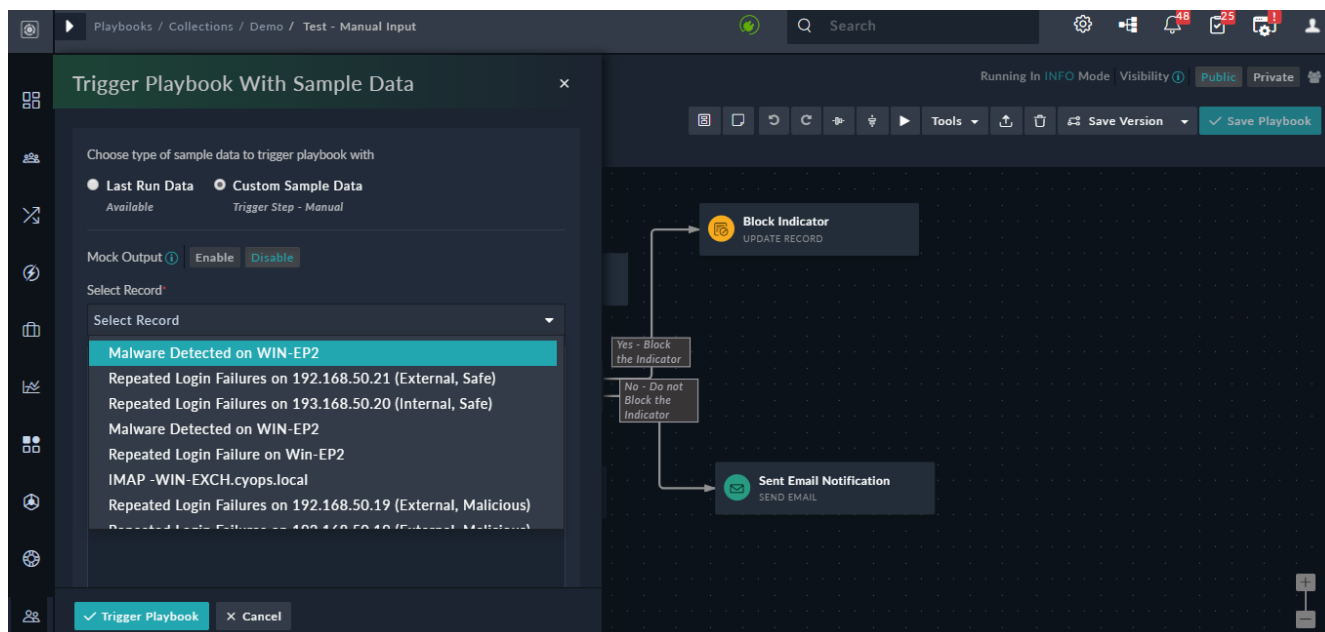 Playbooks / Collections / Demo / Test - Manual Input
Search
48
25
!
Trigger Playbook With Sample Data
×
Running In INFO Mode Visibility Public Private
Tools
Save Version
Save Playbook
Choose type of sample data to trigger playbook with
Last Run Data Custom Sample Data
Available Trigger Step - Manual
Mock Output Enable Disable
Select Record*
Select Record
Malware Detected on WIN-EP2
Repeated Login Failures on 192.168.50.21 (External, Safe)
Repeated Login Failures on 193.168.50.20 (Internal, Safe)
Malware Detected on WIN-EP2
Repeated Login Failure on Win-EP2
IMAP -WIN-EXCH.cyops.local
Repeated Login Failures on 192.168.50.19 (External, Malicious)
Block Indicator
UPDATE RECORD
Yes - Block
the Indicator
No - Do not
Block the
Indicator
Sent Email Notification
SEND EMAIL
Trigger Playbook × Cancel